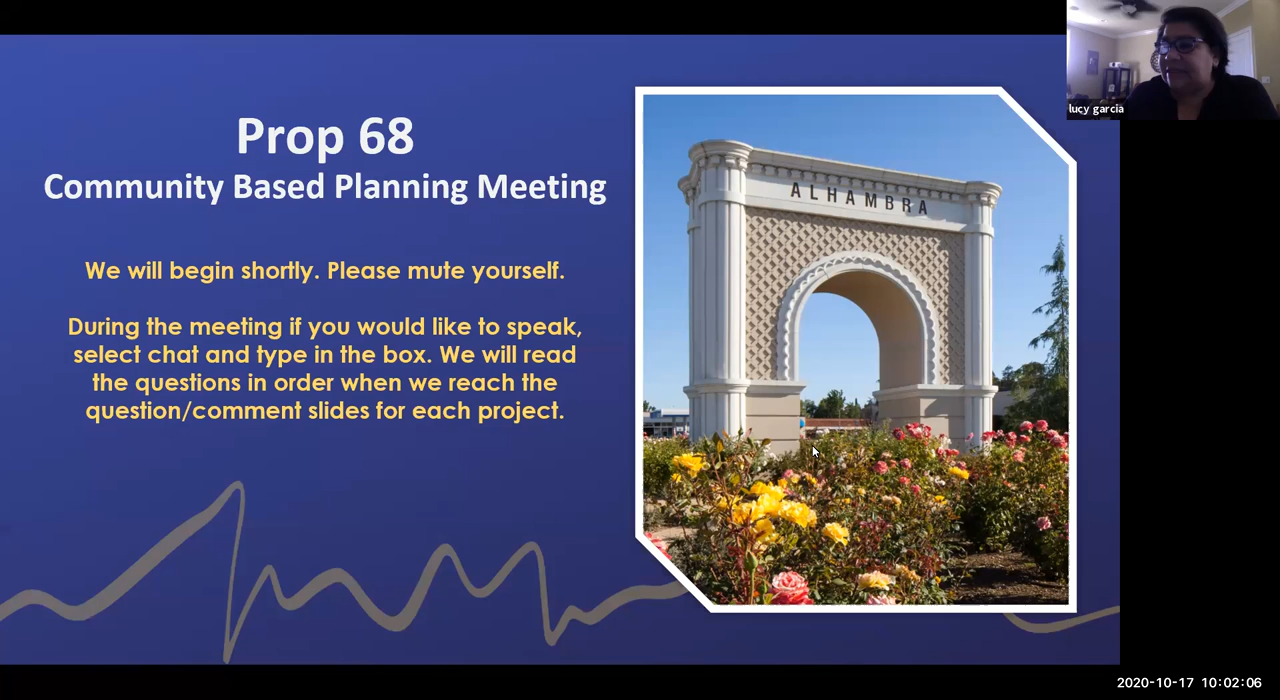 Prop 68
Community Based Planning Meeting
We will begin shortly. Please mute yourself.
During the meeting if you would like to speak,
select chat and type in the box. We will read
the questions in order when we reach the
question/comment slides for each project.
ALHAMBRA
lucy garcia
2020-10-17 10:02:06